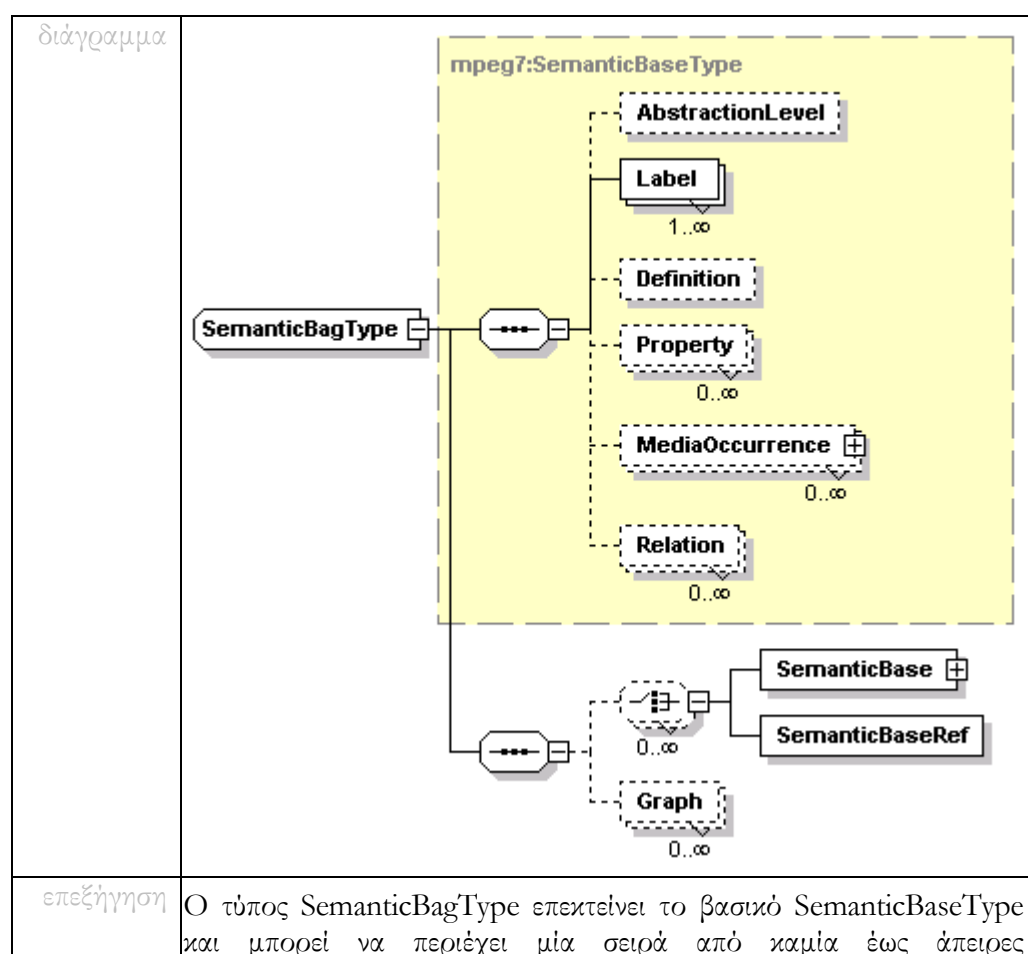 διάγραμμα
mpeg7:SemanticBaseType
AbstractionLevel
Label
1..∞
Definition
SemanticBagType
Property
0..∞
MediaOccurrence
0..∞
Relation
0..∞
SemanticBase
0..∞
SemanticBaseRef
Graph
0..∞
επεξήγηση
Ο τύπος SemanticBagType επεκτείνει το βασικό SemanticBaseType
και μπορεί να περιέχει μία σειρά από καμία έως άπειρες